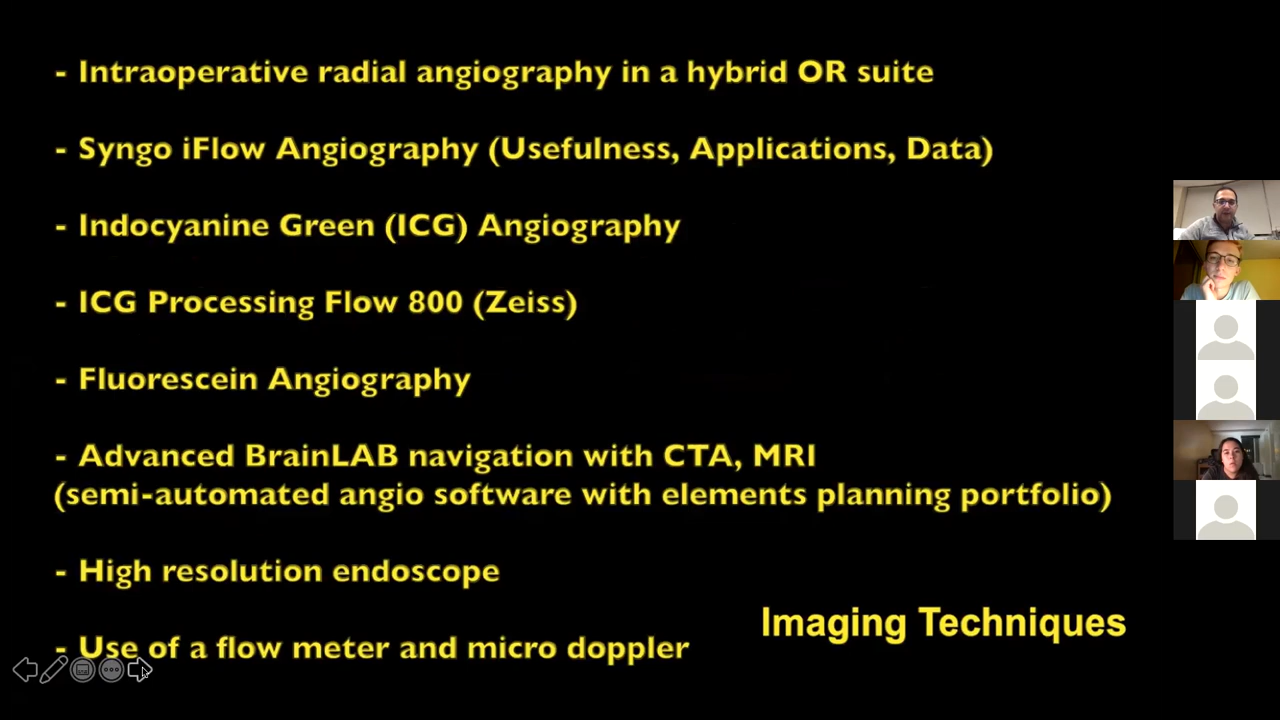 - Intraoperative radial angiography in a hybrid OR suite
- Syngo iFlow Angiography (Usefulness, Applications, Data)
- Indocyanine Green (ICG) Angiography
- ICG Processing Flow 800 (Zeiss)
- Fluorescein Angiography
- Advanced BrainLAB navigation with CTA, MRI
(semi-automated angio software with elements planning portfolio)
- High resolution endoscope
- Use of a flow meter and micro doppler
Imaging Techniques